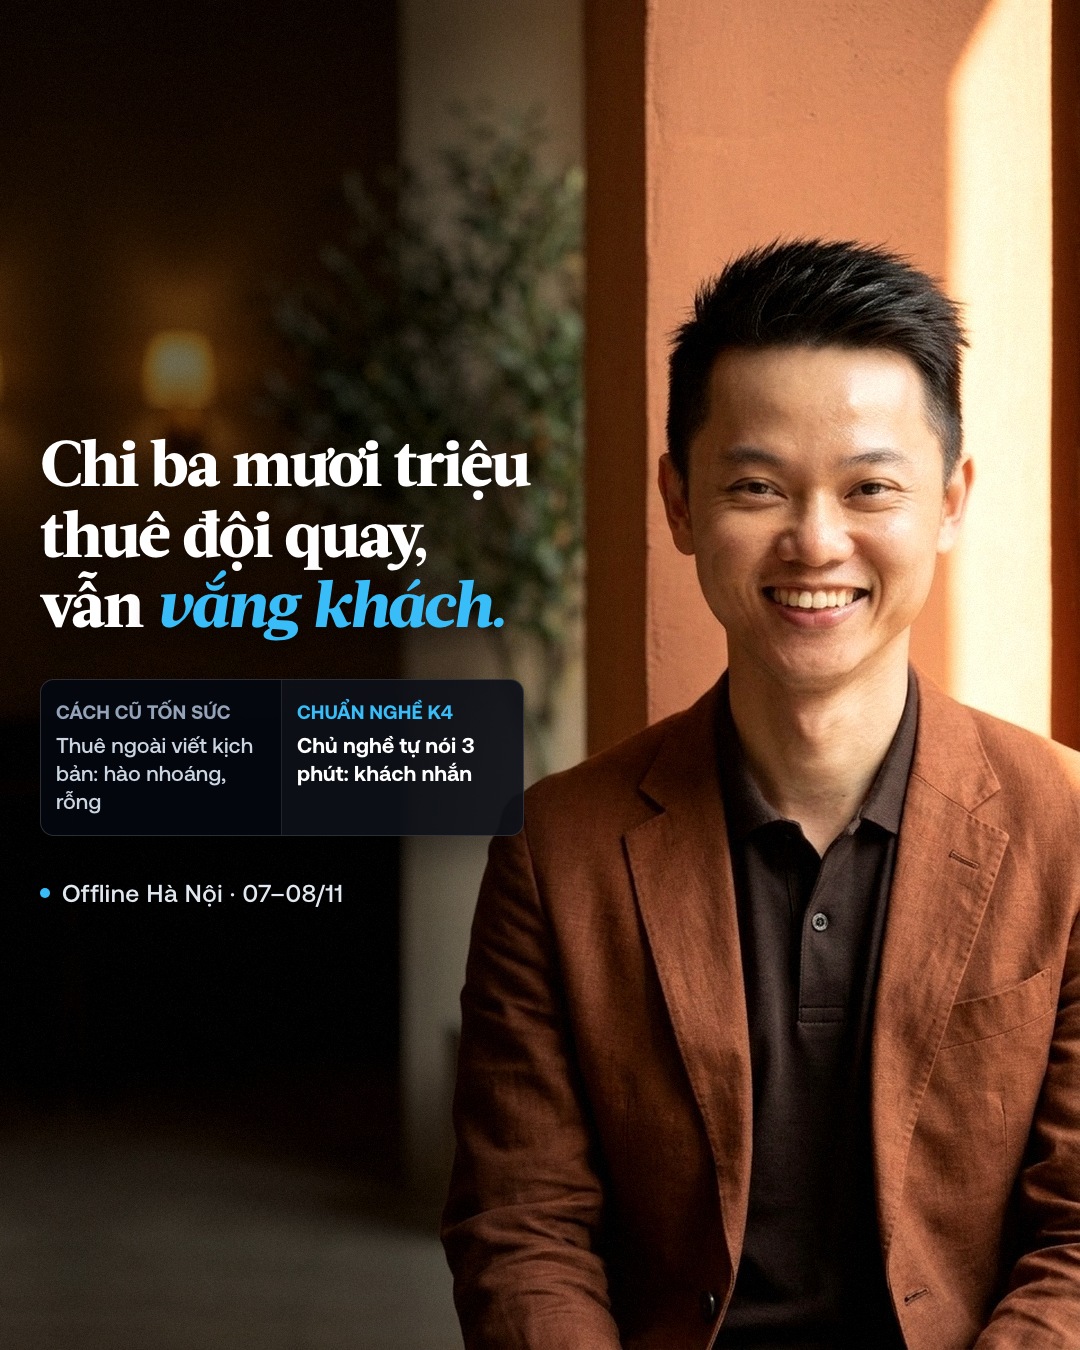 Chi ba mươi triệu
thuê đội quay,
vẫn vắng khách.
CÁCH CŨ TỐN SỨC
Thuê ngoài viết kịch
bản: hào nhoáng,
rỗng
CHUẨN NGHỀ K4
Chủ nghề tự nói 3
phút: khách nhắn
Offline Hà Nội · 07–08/11